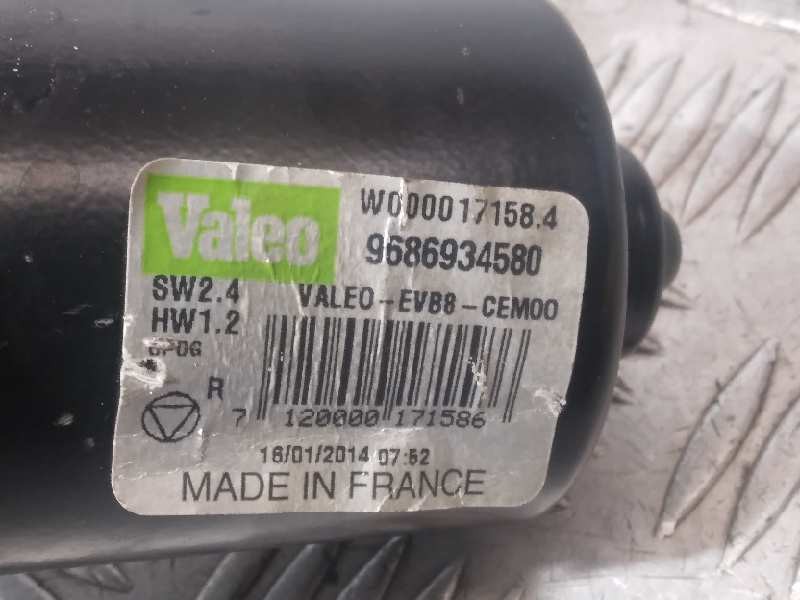 Valeo
W000017158.4
9686934580
SW2.4 VALEO-EVB8-CEM00
HW1.2
R
7 120000 171586
16/01/2014 07:52
MADE IN FRANCE